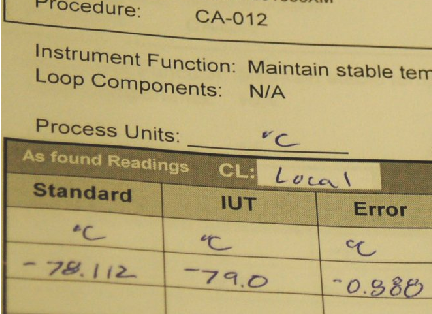 Procedure: CA-012
Instrument Function: Maintain stable tem
Loop Components: N/A
Process Units: °C
As found Readings CL: Local
Standard IUT Error
°C °C °C
-78.112 -79.0 -0.888